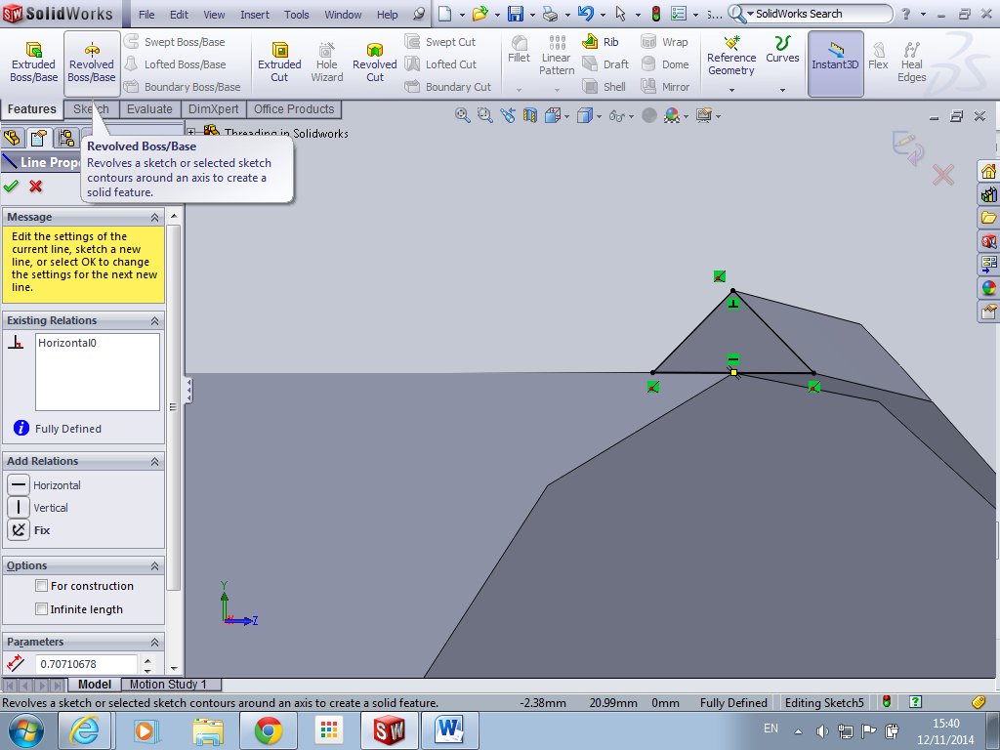 SolidWorks
File Edit View Insert Tools Window Help
S...
SolidWorks Search
?
Extruded Boss/Base
Revolved Boss/Base
Swept Boss/Base
Lofted Boss/Base
Boundary Boss/Base
Extruded Cut
Hole Wizard
Revolved Cut
Swept Cut
Lofted Cut
Boundary Cut
Fillet
Linear Pattern
Rib
Draft
Shell
Wrap
Dome
Mirror
Reference Geometry
Curves
Instant3D
Flex
Heal Edges
Features Sketch Evaluate DimXpert Office Products
Threading in Solidworks
Revolved Boss/Base
Revolves a sketch or selected sketch
contours around an axis to create a
solid feature.
Line Prop
Message
Edit the settings of the
current line, sketch a new
line, or select OK to change
the settings for the next new
line.
Existing Relations
Horizontal0
Fully Defined
Add Relations
Horizontal
Vertical
Fix
Options
For construction
Infinite length
Parameters
0.70710678
Y
Z
Model Motion Study 1
Revolves a sketch or selected sketch contours around an axis to create a solid feature.
-2.38mm 20.99mm 0mm Fully Defined Editing Sketch5
?
EN
15:40
12/11/2014